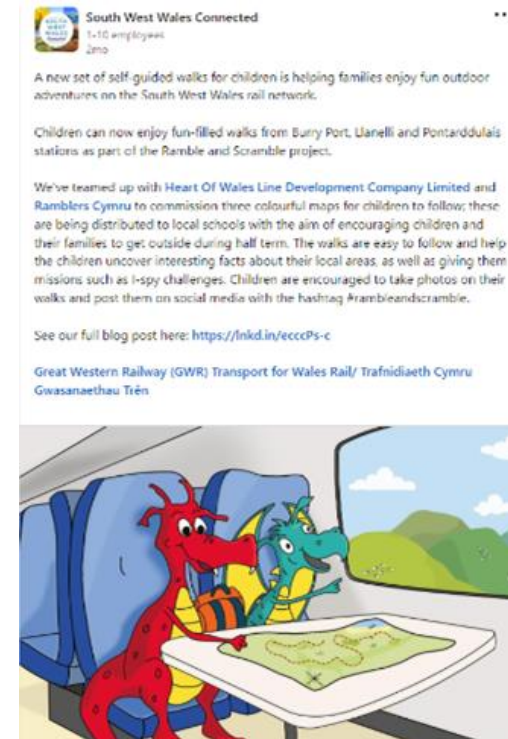 South West Wales Connected
1-10 employees
2mo
A new set of self-guided walks for children is helping families enjoy fun outdoor
adventures on the South West Wales rail network.
Children can now enjoy fun-filled walks from Burry Port, Llanelli and Pontarddulais
stations as part of the Ramble and Scramble project.
We've teamed up with Heart Of Wales Line Development Company Limited and
Ramblers Cymru to commission three colourful maps for children to follow; these
are being distributed to local schools with the aim of encouraging children and
their families to get outside during half term. The walks are easy to follow and help
the children uncover interesting facts about their local areas, as well as giving them
missions such as I-spy challenges. Children are encouraged to take photos on their
walks and post them on social media with the hashtag #rambleandscramble.
See our full blog post here: https://lnkd.in/ecccPs-c
Great Western Railway (GWR) Transport for Wales Rail/ Trafnidiaeth Cymru
Gwasanaethau Trên